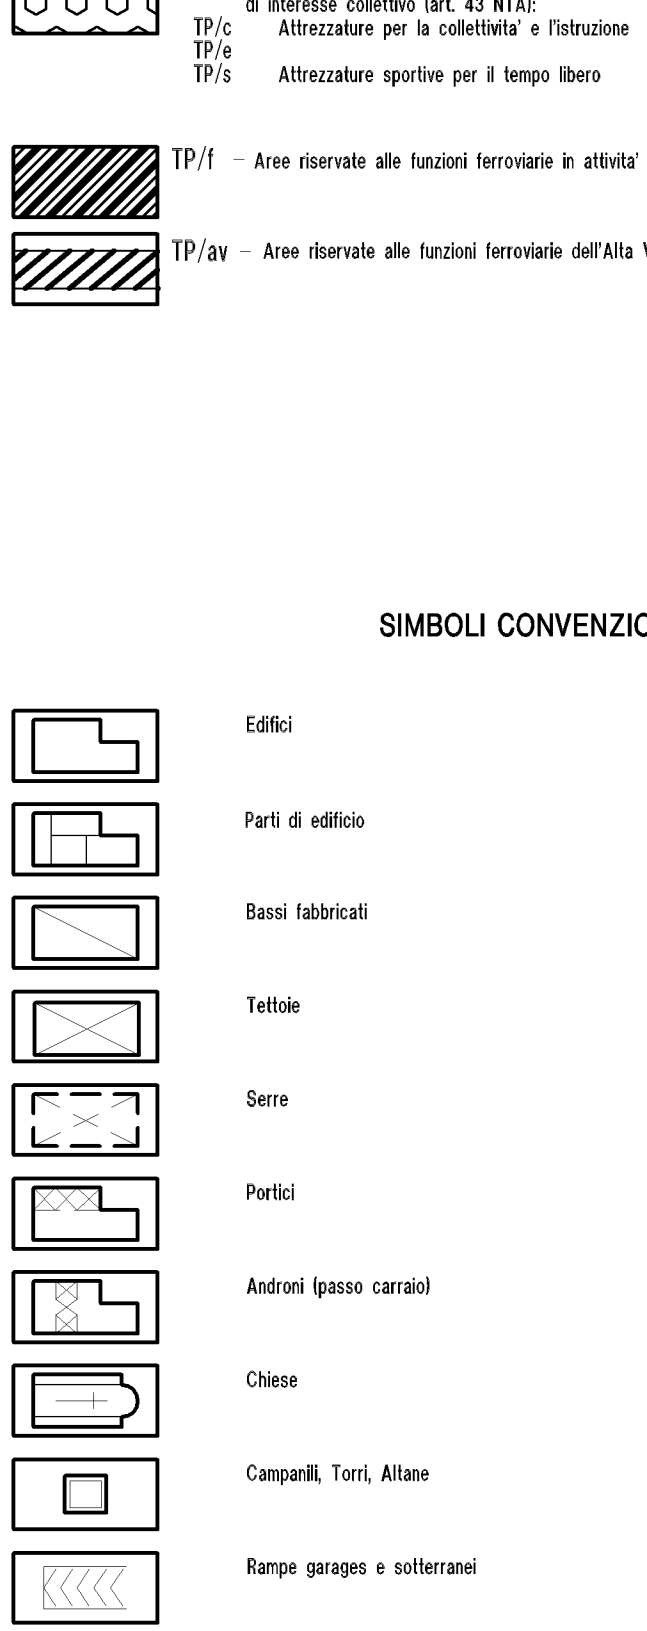 di interesse collettivo (art. 43 NTA):
TP/c Attrezzature per la collettivita' e l'istruzione
TP/e
TP/s Attrezzature sportive per il tempo libero
TP/f – Aree riservate alle funzioni ferroviarie in attivita'
TP/av – Aree riservate alle funzioni ferroviarie dell'Alta
SIMBOLI
Edifici
Parti di edificio
Bassi fabbricati
Tettoie
Serre
Portici
Androni (passo carraio)
Chiese
Campanili, Torri, Altane
Rampe garages e sotterranei